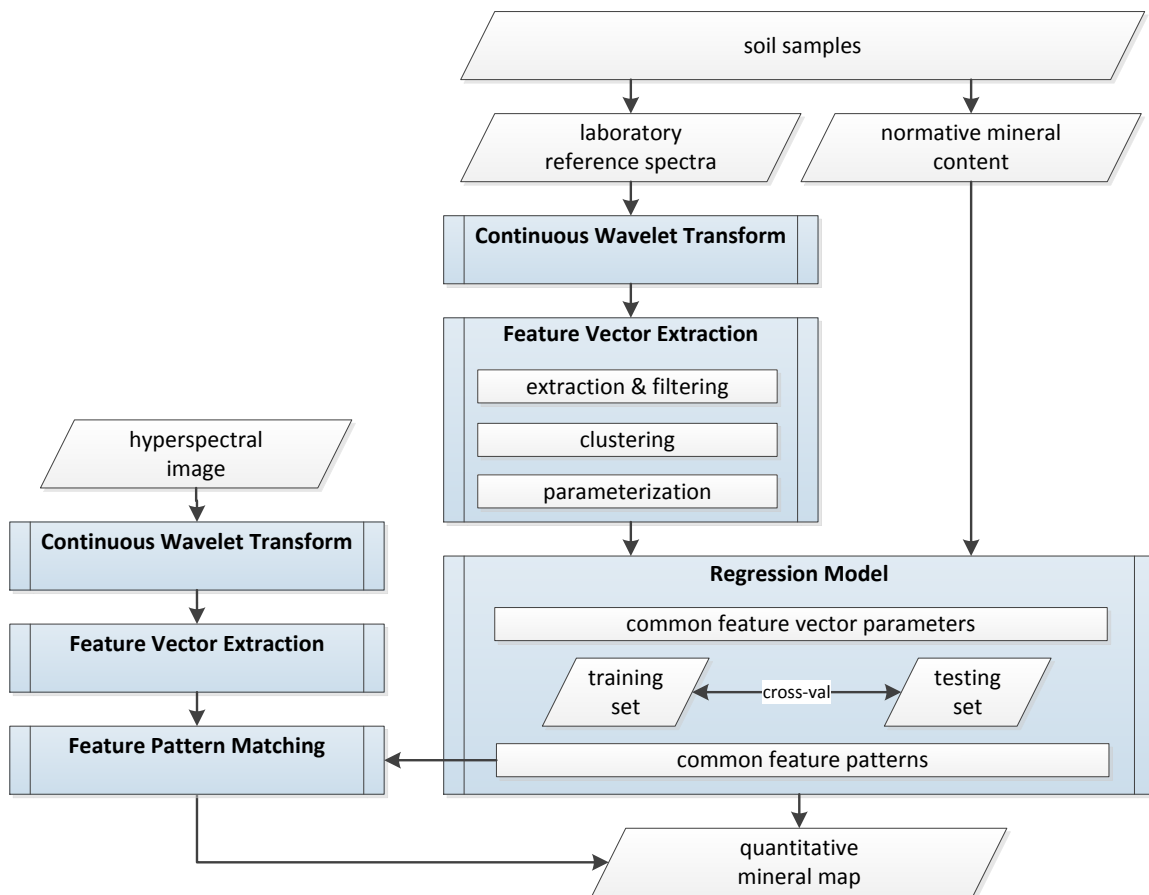 soil samples
laboratory
reference spectra
normative mineral
content
Continuous Wavelet Transform
Feature Vector Extraction
extraction & filtering
clustering
parameterization
hyperspectral
image
Continuous Wavelet Transform
Feature Vector Extraction
Feature Pattern Matching
Regression Model
common feature vector parameters
training
set
cross-val
testing
set
common feature patterns
quantitative
mineral map